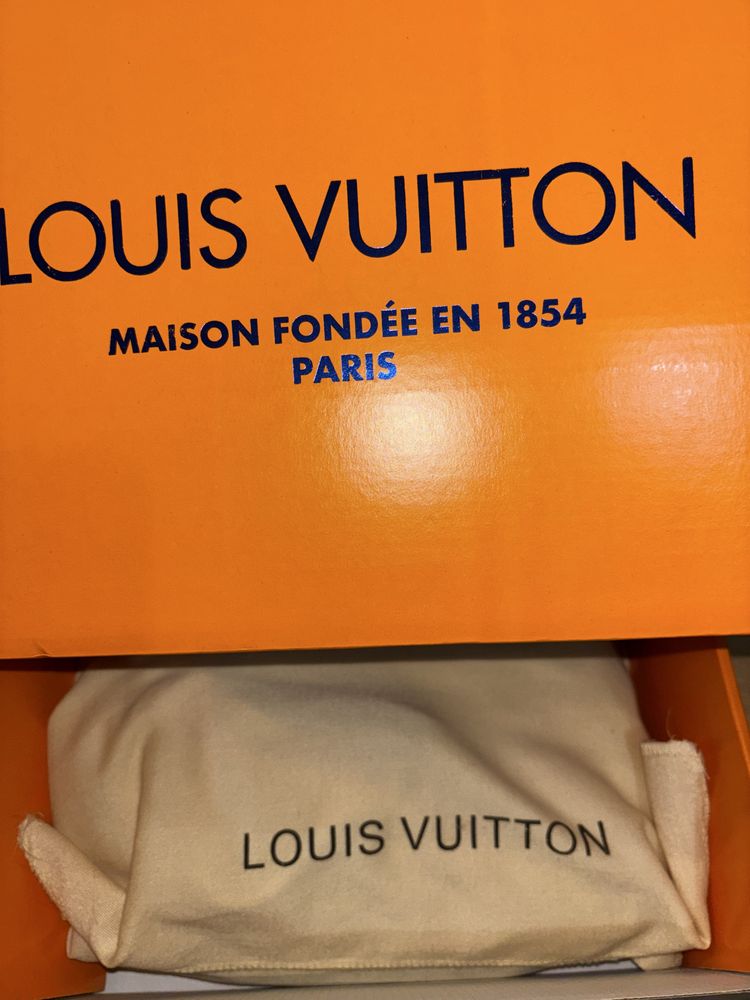 LOUIS VUITTON
MAISON FONDÉE EN 1854
PARIS
LOUIS VUITTON